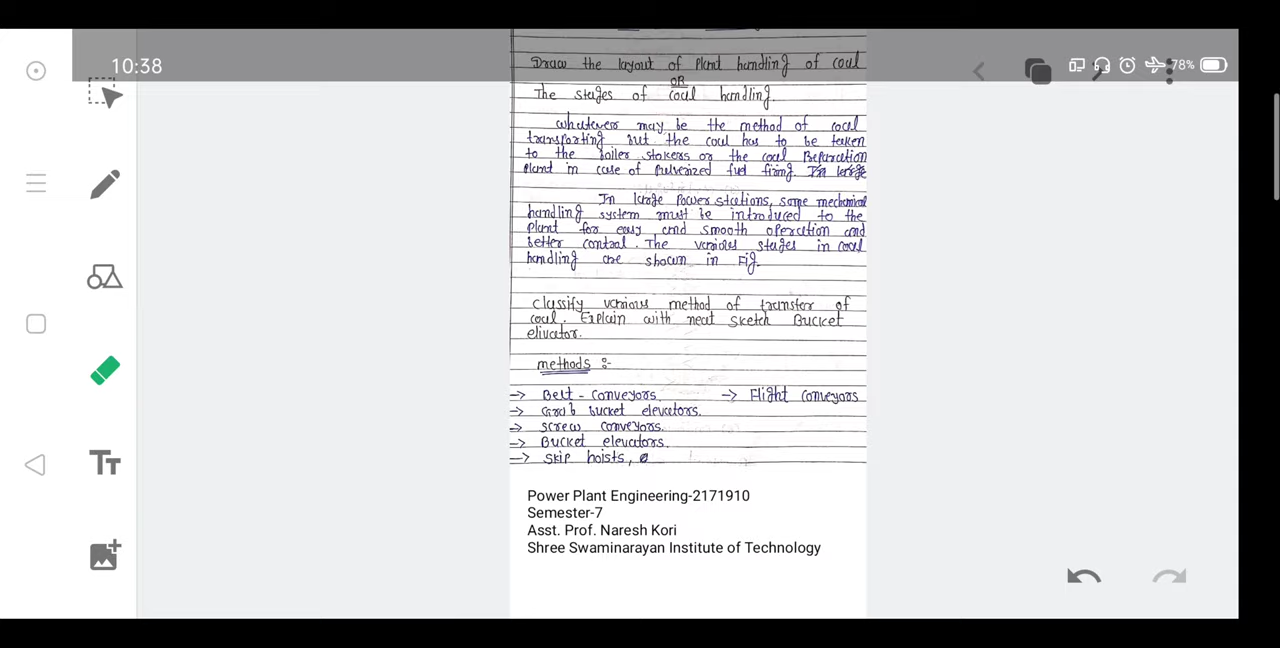 10:38
78%
Draw the layout of Plant handling of coal
OR
The stages of coal handling.
whatever may be the method of coal
transporting but the coal has to be taken
to the boiler stokers or the coal Prepuration
plant in case of Pulverized fuel firing.
In large Power stations, some mechanical
handling system must be introduced to the
plant for easy and smooth operation and
better control. The various stages in coal
handling are shown in Fig.
classify various method of transfer of
coal. Explain with neat sketch Bucket
elivator.
methods :-
→ Belt - conveyors. → Flight conveyors
→ Grab bucket elevators.
→ screw conveyors.
→ Bucket elevators.
→ Skip hoists,
Power Plant Engineering-2171910
Semester-7
Asst. Prof. Naresh Kori
Shree Swaminarayan Institute of Technology
TT